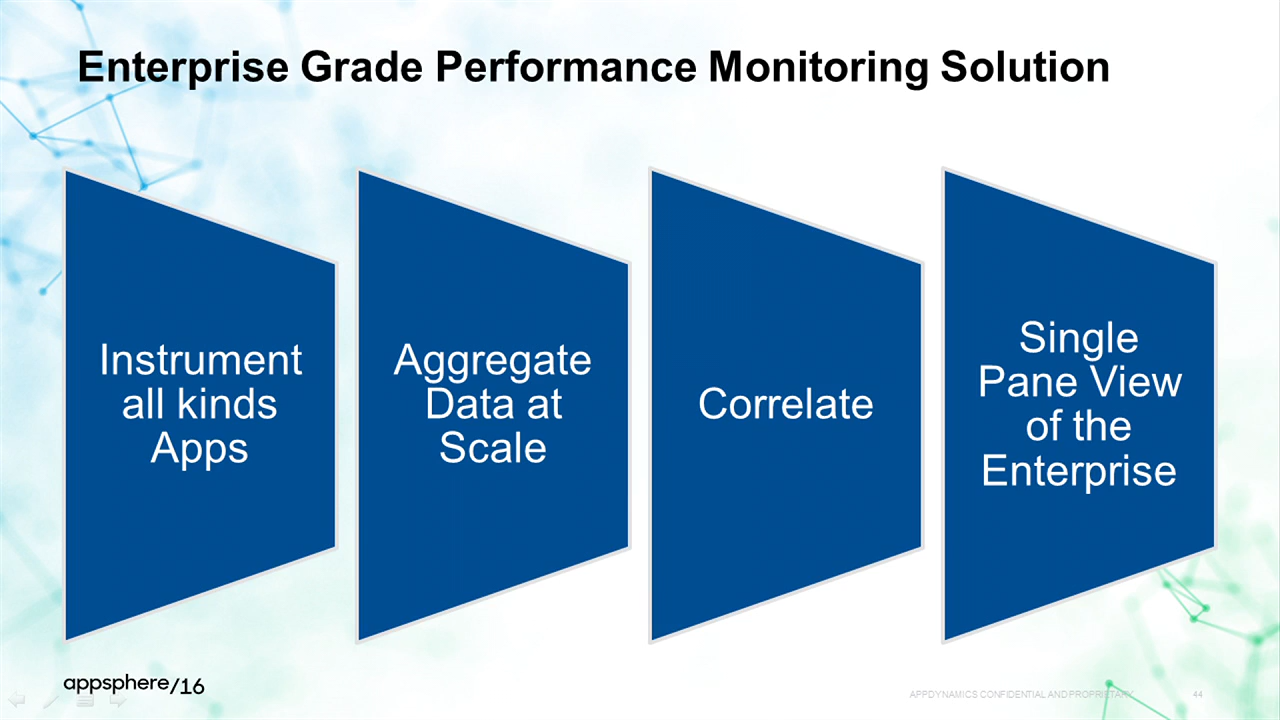 Enterprise Grade Performance Monitoring Solution
Instrument
all kinds
Apps
Aggregate
Data at
Scale
Correlate
Single
Pane View
of the
Enterprise
appsphere/16
APPDYNAMICS CONFIDENTIAL AND PROPRIETARY
44